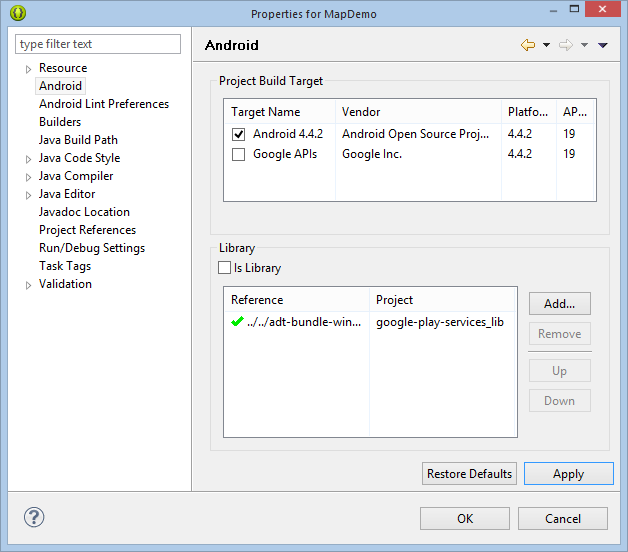 Properties for MapDemo
type filter text
Resource
Android
Android Lint Preferences
Builders
Java Build Path
Java Code Style
Java Compiler
Java Editor
Javadoc Location
Project References
Run/Debug Settings
Task Tags
Validation
Android
Project Build Target
Target Name Vendor Platfo... AP...
Android 4.4.2 Android Open Source Proj... 4.4.2 19
Google APIs Google Inc. 4.4.2 19
Library
Is Library
Reference Project
../../adt-bundle-win... google-play-services_lib
Add...
Remove
Up
Down
Restore Defaults Apply
? OK Cancel